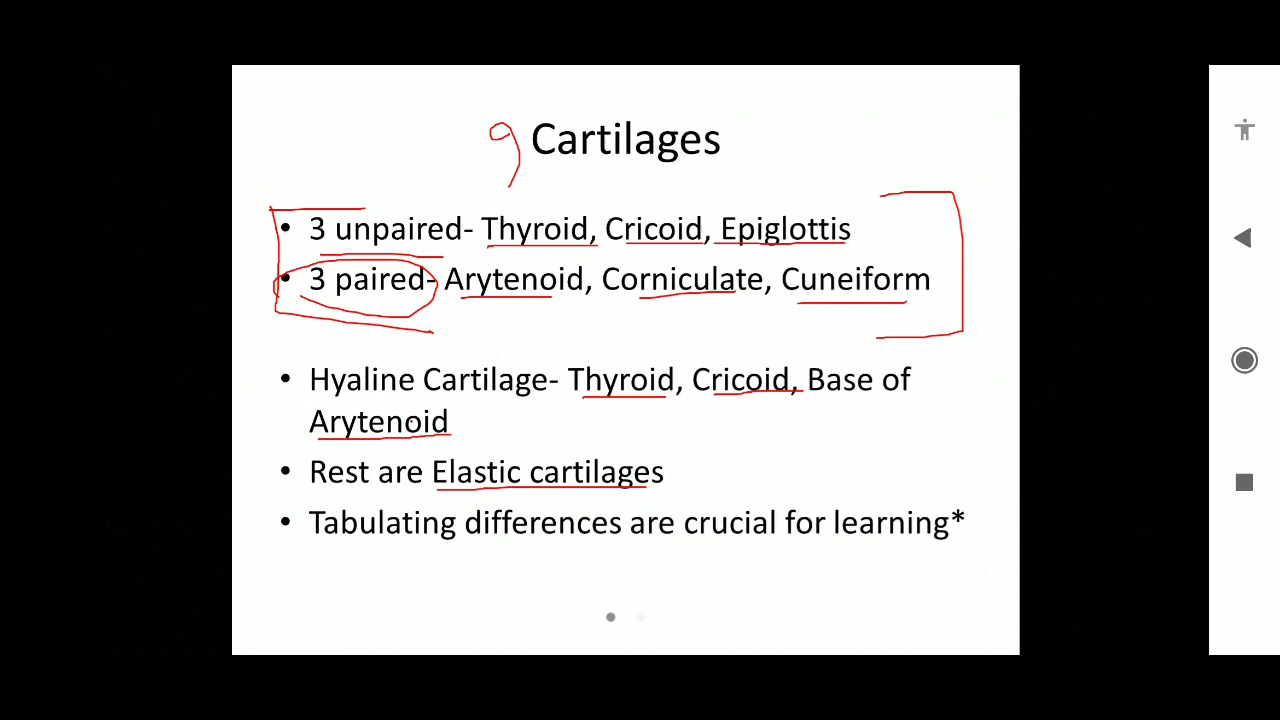 9 Cartilages
• 3 unpaired- Thyroid, Cricoid, Epiglottis
• 3 paired- Arytenoid, Corniculate, Cuneiform
• Hyaline Cartilage- Thyroid, Cricoid, Base of
Arytenoid
• Rest are Elastic cartilages
• Tabulating differences are crucial for learning*